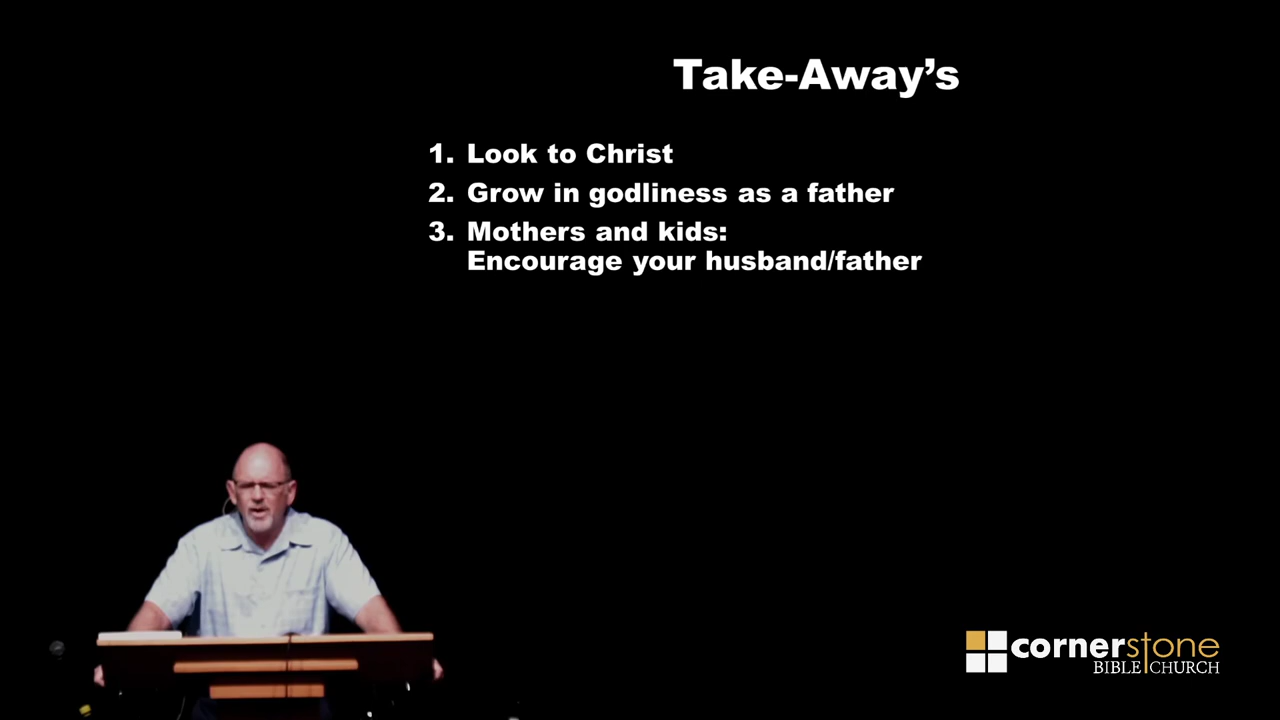 Take-Away’s
1. Look to Christ
2. Grow in godliness as a father
3. Mothers and kids:
Encourage your husband/father
cornerstone
BIBLE CHURCH